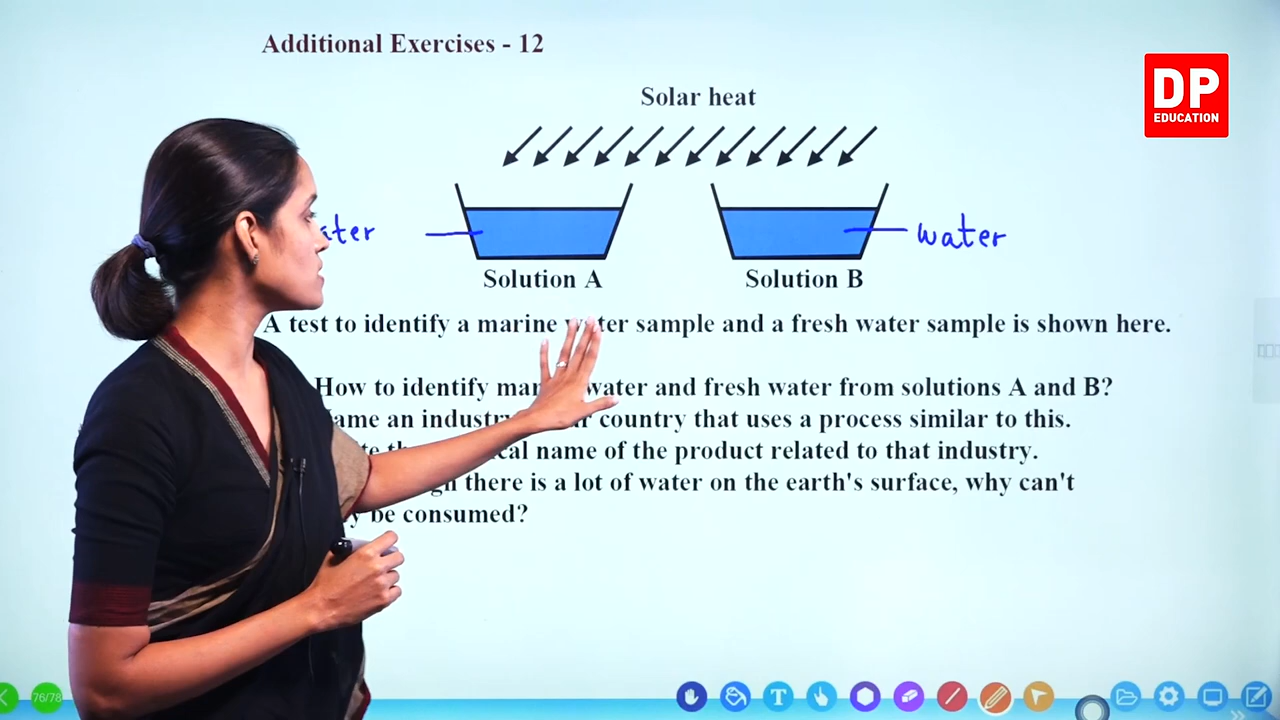 Additional Exercises - 12
DP
EDUCATION
Solar heat
water
Solution A
Solution B
A test to identify a marine water sample and a fresh water sample is shown here.
How to identify water and fresh water from solutions A and B?
an industry country that uses a process similar to this.
name of the product related to that industry.
there is a lot of water on the earth's surface, why can't
be consumed?
76/78
T